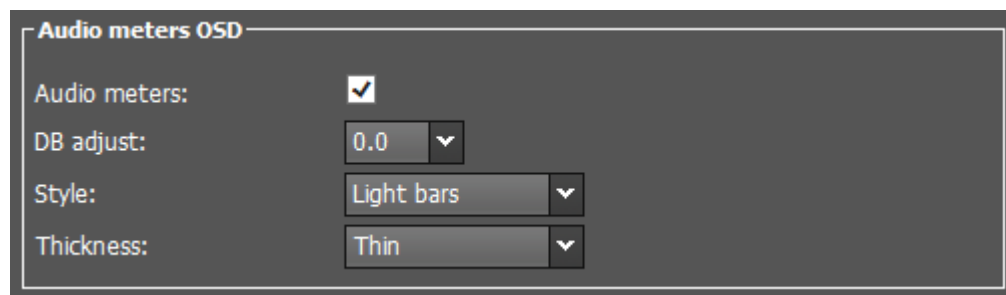 Audio meters OSD
Audio meters:
DB adjust: 0.0
Style: Light bars
Thickness: Thin